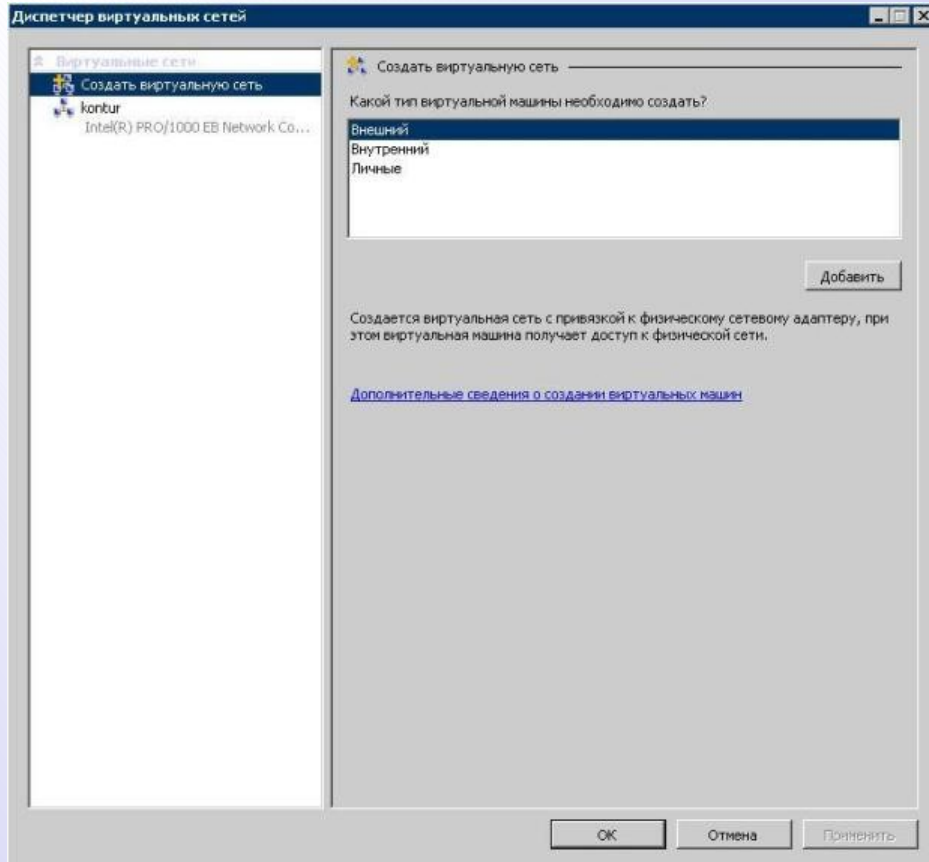 Диспетчер виртуальных сетей
Виртуальные сети
Создать виртуальную сеть
kontur
Intel(R) PRO/1000 EB Network Co...
Создать виртуальную сеть
Какой тип виртуальной машины необходимо создать?
Внешний
Внутренний
Личные
Добавить
Создается виртуальная сеть с привязкой к физическому сетевому адаптеру, при
этом виртуальная машина получает доступ к физической сети.
Дополнительные сведения о создании виртуальных машин
OK
Отмена
Применить